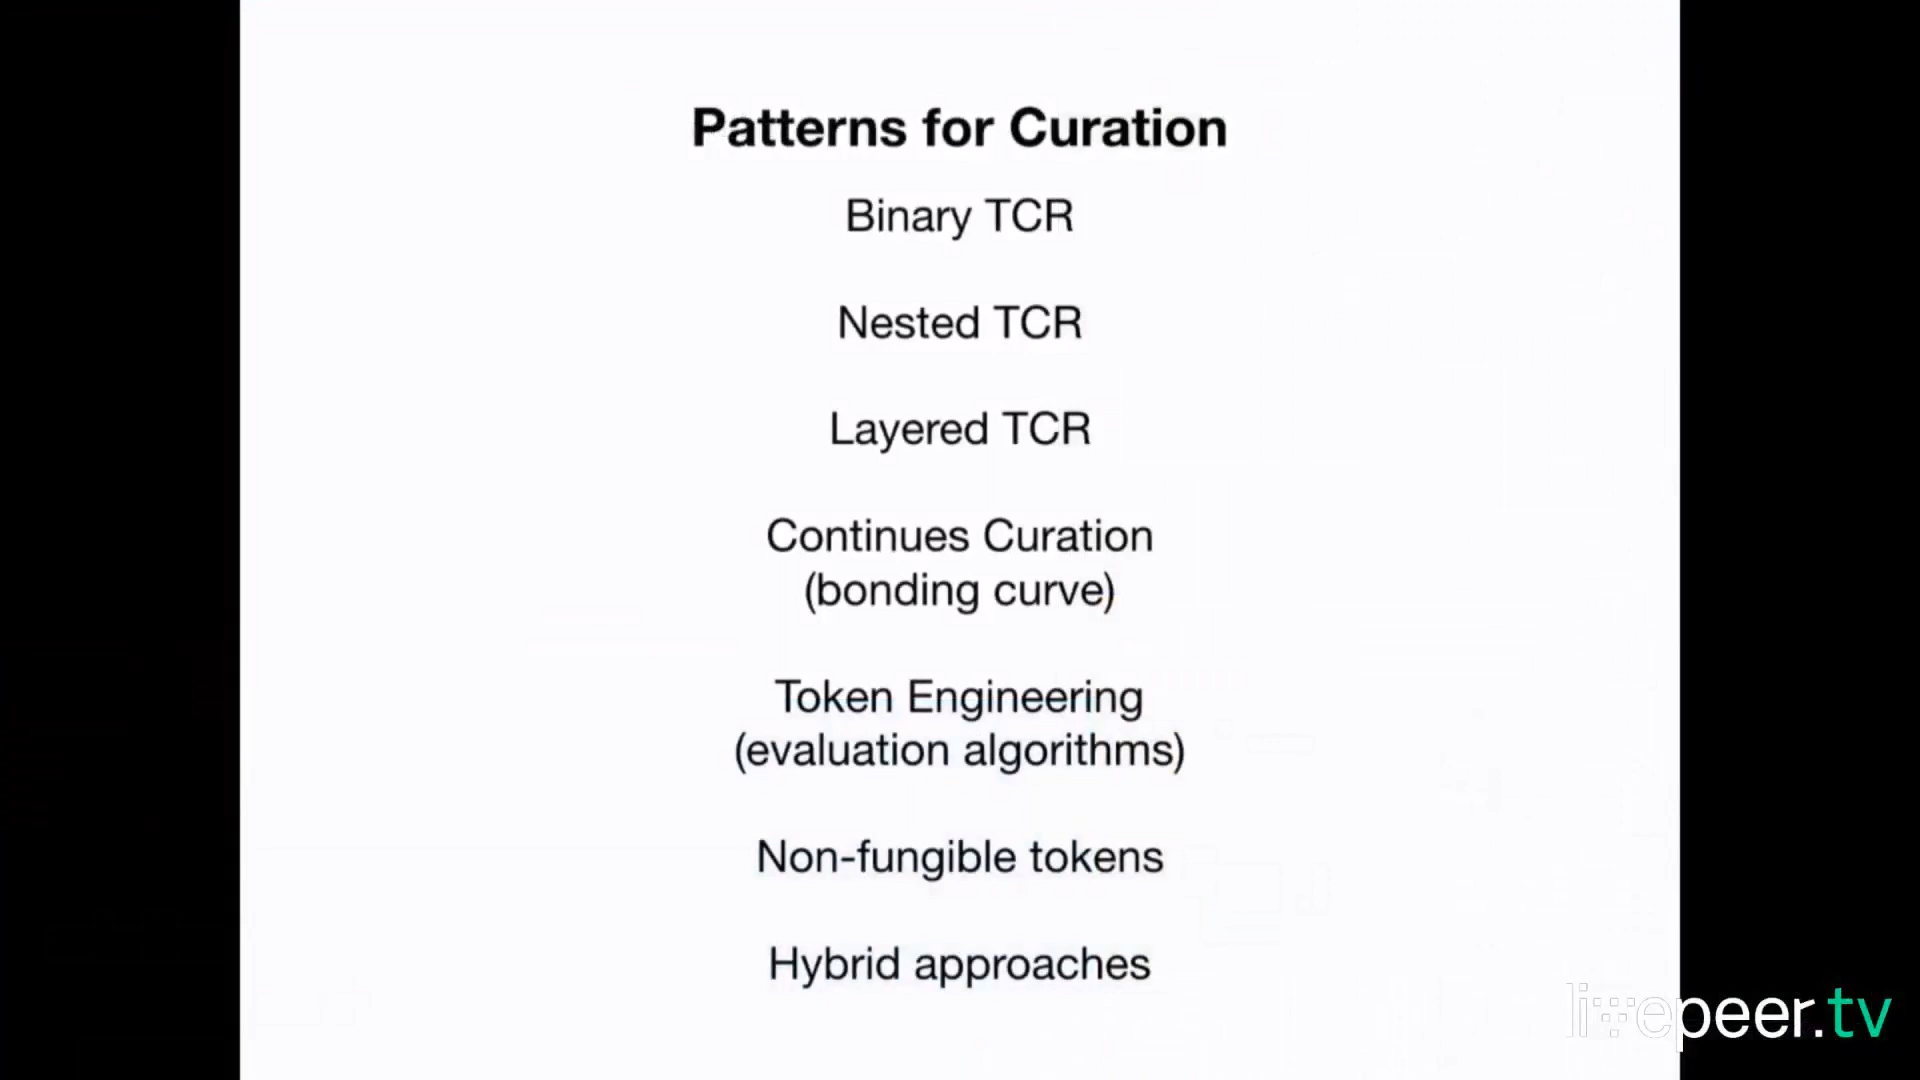 Patterns for Curation
Binary TCR
Nested TCR
Layered TCR
Continues Curation
(bonding curve)
Token Engineering
(evaluation algorithms)
Non-fungible tokens
Hybrid approaches
livepeer.tv